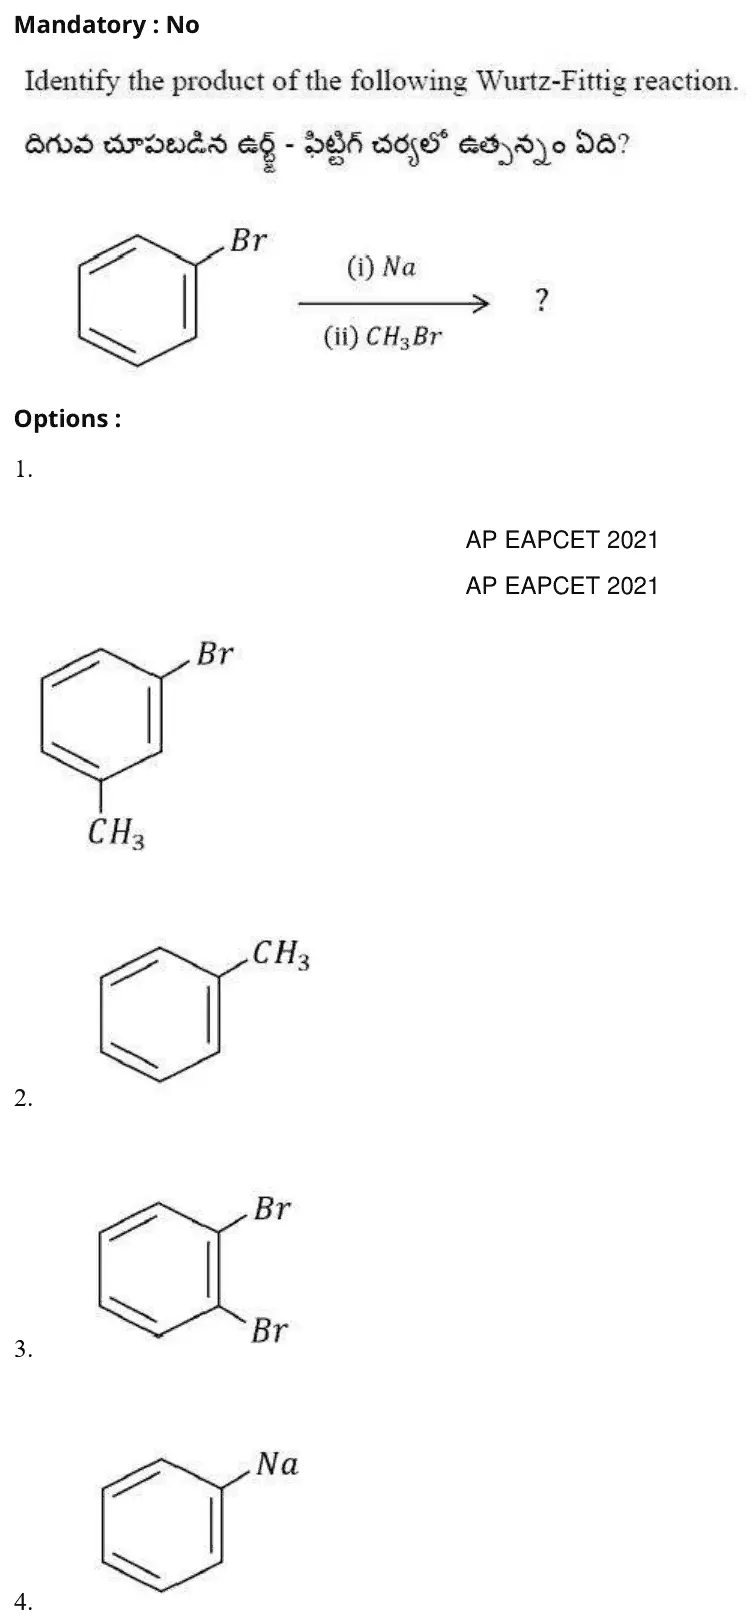 Mandatory : No
Identify the product of the following Wurtz-Fittig reaction.
దిగువ చూపబడిన ఉర్ట్జ్ - ఫిట్టిగ్ చర్యలో ఉత్పన్నం ఏది?
Br
(i) Na
?
(ii) CH₃Br
Options :
1.
AP EAPCET 2021
AP EAPCET 2021
Br
CH₃
CH₃
2.
Br
Br
3.
Na
4.